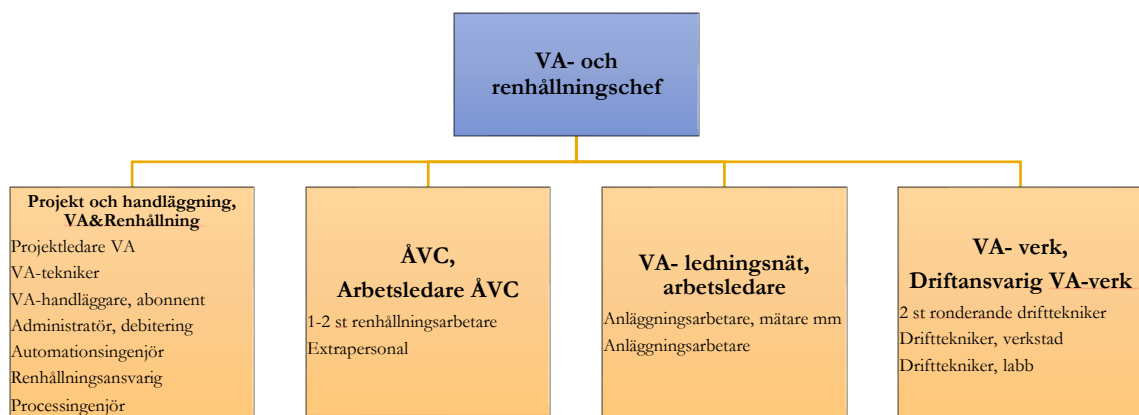 VA- och
renhållningschef
Projekt och handläggning,
VA&Renhållning
Projektledare VA
VA-tekniker
VA-handläggare, abonnent
Administratör, debitering
Automationsingenjör
Renhållningsansvarig
Processingenjör
ÅVC,
Arbetsledare ÅVC
1-2 st renhållningsarbetare
Extrapersonal
VA- ledningsnät,
arbetsledare
Anläggningsarbetare, mätare mm
Anläggningsarbetare
VA- verk,
Driftansvarig VA-verk
2 st ronderande drifttekniker
Drifttekniker, verkstad
Drifttekniker, labb